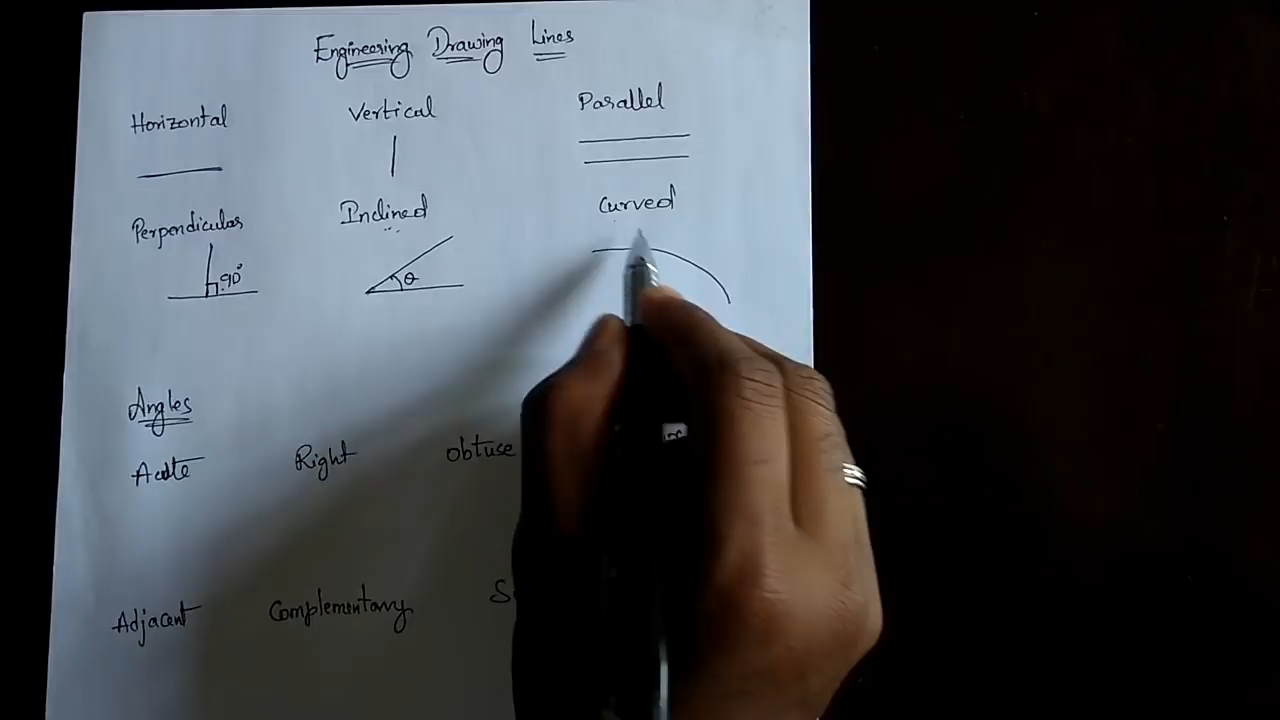 Engineering Drawing Lines
Horizontal Vertical Parallel
Perpendicular Inclined Curved
90° θ
Angles
Acute Right Obtuse
Adjacent Complementary S